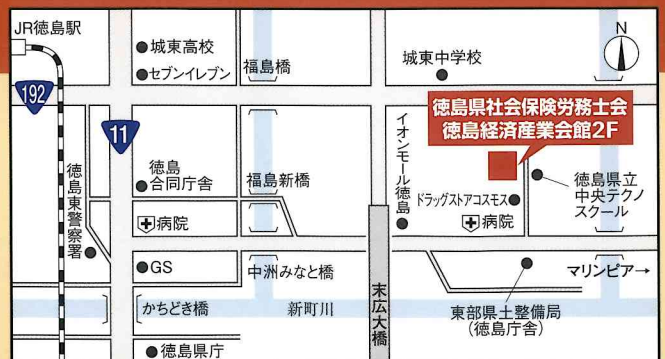 JR徳島駅
城東高校
セブンイレブン
福島橋
城東中学校
N
192
11
徳島県社会保険労務士会
徳島経済産業会館2F
徳島
合同庁舎
福島新橋
イオンモール徳島
ドラッグストアコスモス
徳島県立
中央テクノ
スクール
徳島東警察署
病院
病院
GS
中洲みなと橋
マリンピア→
かちどき橋
新町川
末広大橋
東部県土整備局
(徳島庁舎)
徳島県庁